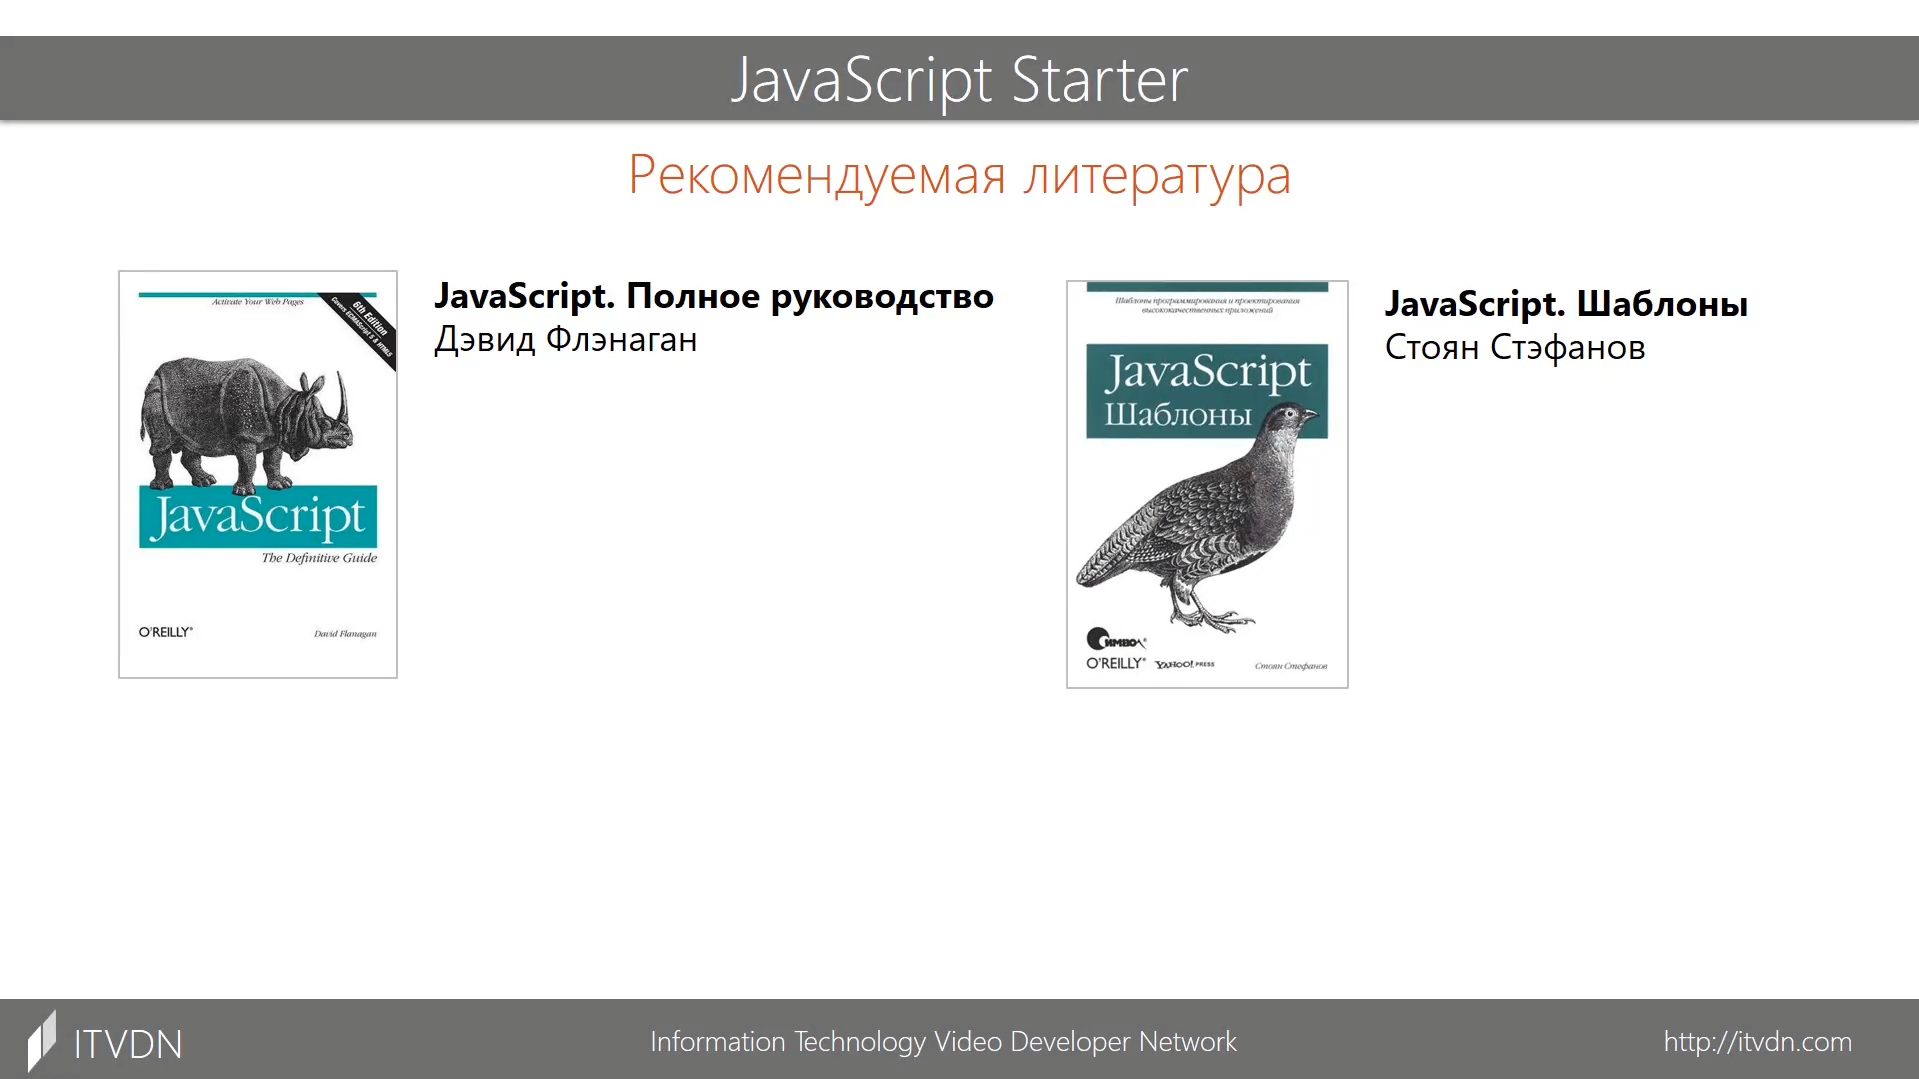 JavaScript Starter
Рекомендуемая литература
Activate Your Web Pages
6th Edition
Covers ECMAScript 5 & HTML5
JavaScript
The Definitive Guide
O'REILLY®
David Flanagan
JavaScript. Полное руководство
Дэвид Флэнаган
Шаблоны программирования и проектирования
высококачественных приложений
JavaScript
Шаблоны
Символ®
O'REILLY® YAHOO! PRESS
Стоян Стефанов
JavaScript. Шаблоны
Стоян Стэфанов
ITVDN
Information Technology Video Developer Network
http://itvdn.com